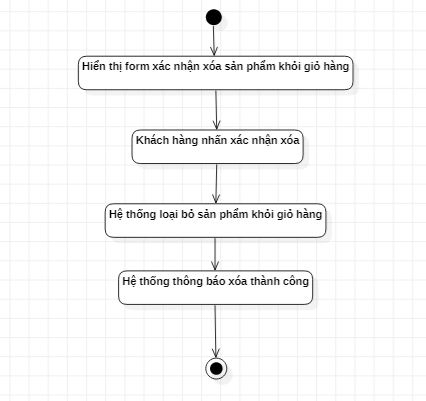 Hiển thị form xác nhận xóa sản phẩm khỏi giỏ hàng
Khách hàng nhấn xác nhận xóa
Hệ thống loại bỏ sản phẩm khỏi giỏ hàng
Hệ thống thông báo xóa thành công